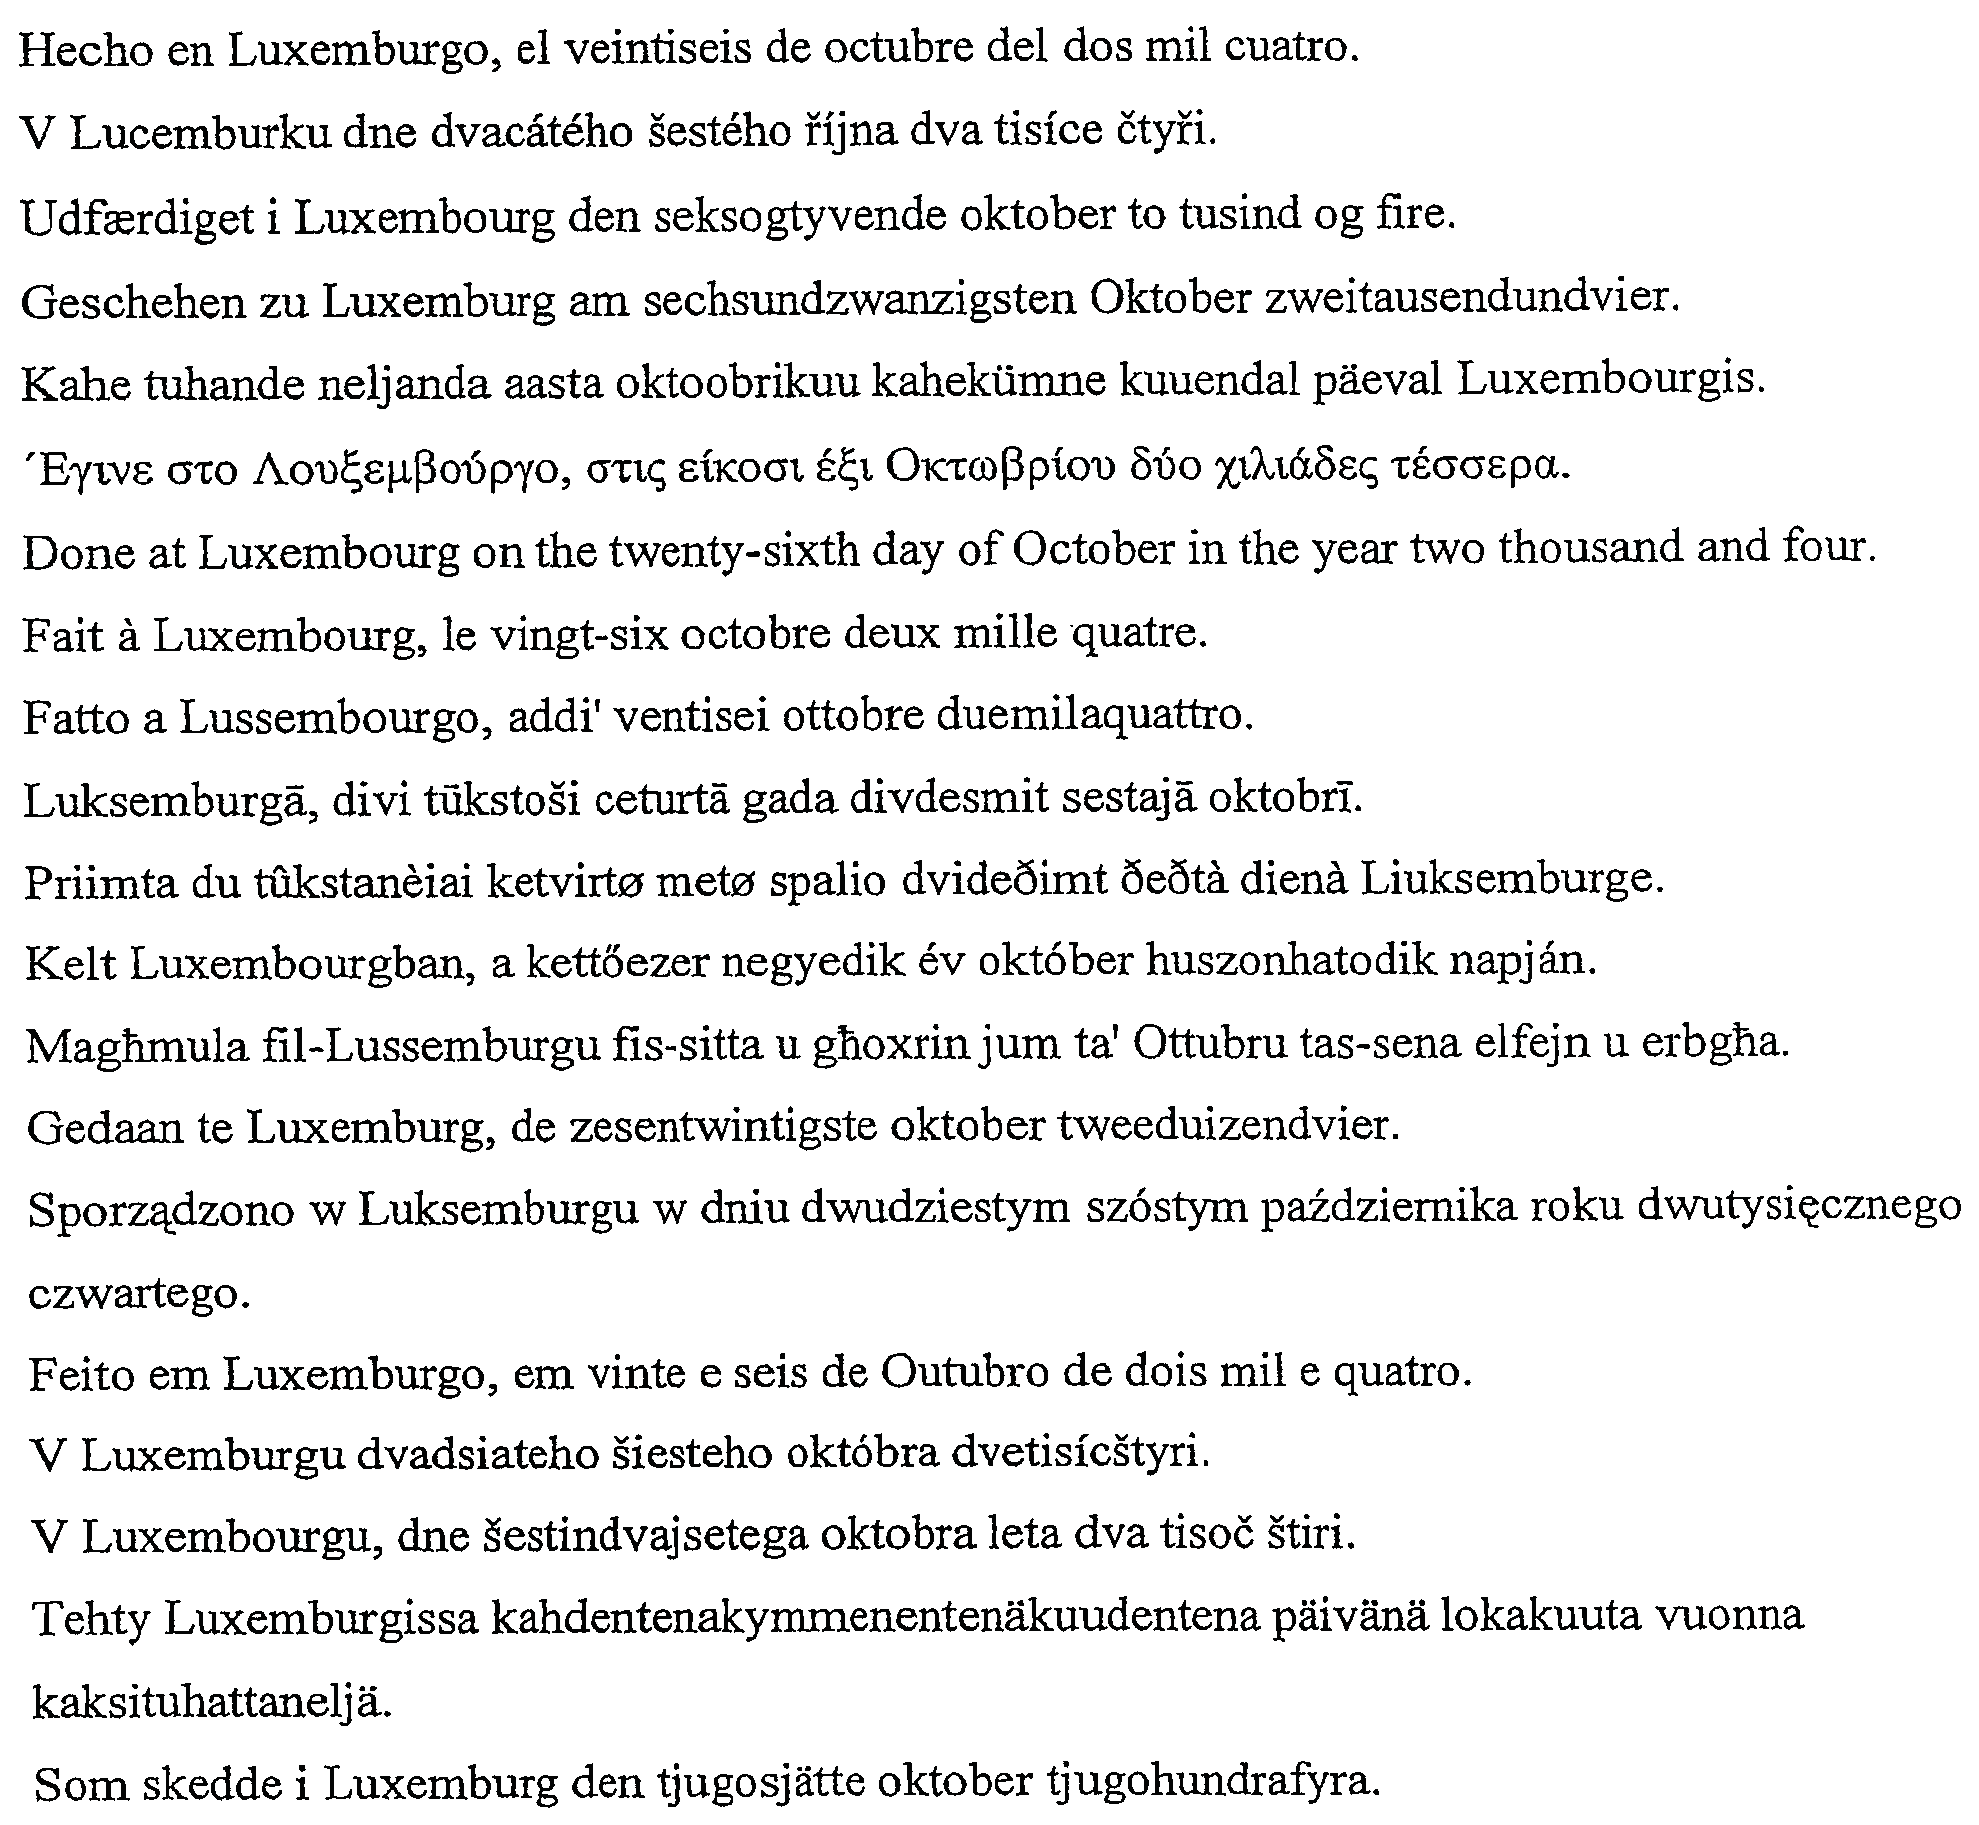 Hecho en Luxemburgo, el veintiseis de octubre del dos mil cuatro.
V Lucemburku dne dvacátého šestého října dva tisíce čtyři.
Udfærdiget i Luxembourg den seksogtyvende oktober to tusind og fire.
Geschehen zu Luxemburg am sechsundzwanzigsten Oktober zweitausendundvier.
Kahe tuhande neljanda aasta oktoobrikuu kahekümne kuuendal päeval Luxembourgis.
Έγινε στο Λουξεμβούργο, στις είκοσι έξι Οκτωβρίου δύο χιλιάδες τέσσερα.
Done at Luxembourg on the twenty-sixth day of October in the year two thousand and four.
Fait à Luxembourg, le vingt-six octobre deux mille quatre.
Fatto a Lussembourgo, addi' ventisei ottobre duemilaquattro.
Luksemburgā, divi tūkstoši ceturtā gada divdesmit sestajā oktobrī.
Priimta du tûkstanèiai ketvirtø metø spalio dvideðimt ðeðtà dienà Liuksemburge.
Kelt Luxembourgban, a kettőezer negyedik év október huszonhatodik napján.
Magħmula fil-Lussemburgu fis-sitta u għoxrin jum ta' Ottubru tas-sena elfejn u erbgħa.
Gedaan te Luxemburg, de zesentwintigste oktober tweeduizendvier.
Sporządzono w Luksemburgu w dniu dwudziestym szóstym października roku dwutysięcznego
czwartego.
Feito em Luxemburgo, em vinte e seis de Outubro de dois mil e quatro.
V Luxemburgu dvadsiateho šiesteho októbra dvetisícštyri.
V Luxembourgu, dne šestindvajsetega oktobra leta dva tisoč štiri.
Tehty Luxemburgissa kahdentenakymmenentenäkuudentena päivänä lokakuuta vuonna
kaksituhattaneljä.
Som skedde i Luxemburg den tjugosjätte oktober tjugohundrafyra.